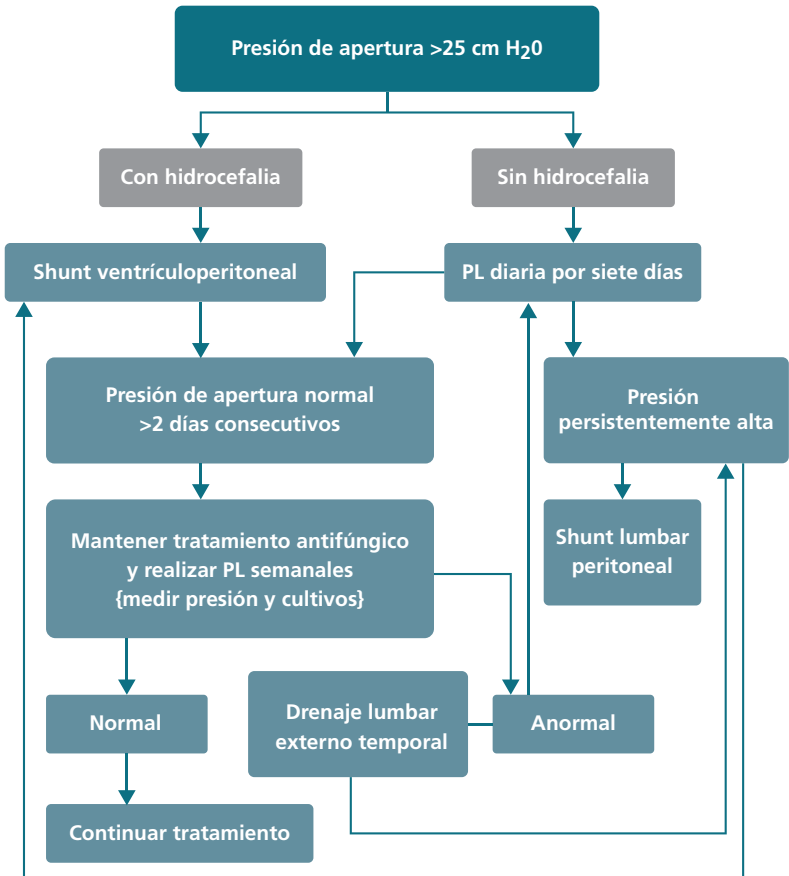 Presión de apertura >25 cm H20
Con hidrocefalia
Sin hidrocefalia
Shunt ventrículoperitoneal
PL diaria por siete días
Presión de apertura normal
>2 días consecutivos
Presión
persistentemente alta
Mantener tratamiento antifúngico
y realizar PL semanales
{medir presión y cultivos}
Shunt lumbar
peritoneal
Normal
Drenaje lumbar
externo temporal
Anormal
Continuar tratamiento